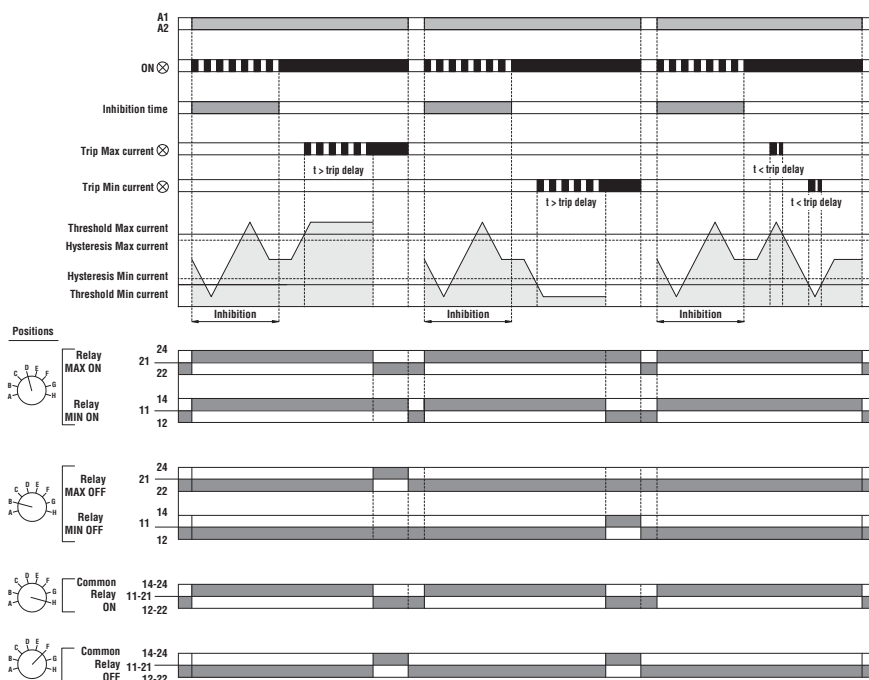 A1
A2
ON
Inhibition time
Trip Max current
t > trip delay
t < trip delay
Trip Min current
t > trip delay
t < trip delay
Threshold Max current
Hysteresis Max current
Hysteresis Min current
Threshold Min current
Inhibition
Inhibition
Inhibition
Positions
A B C D E F G H
Relay
MAX ON
24
21
22
Relay
MIN ON
14
11
12
A B C D E F G H
Relay
MAX OFF
24
21
22
Relay
MIN OFF
14
11
12
A B C D E F G H
Common
Relay
ON
14-24
11-21
12-22
A B C D E F G H
Common
Relay
OFF
14-24
11-21
12-22